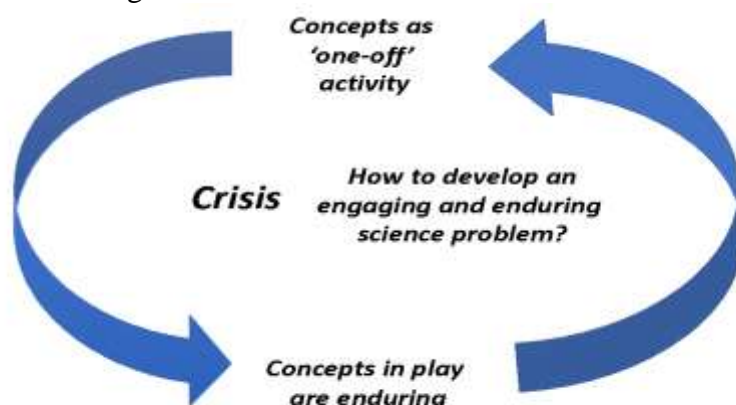 Concepts as
‘one-off’
activity
Crisis
How to develop an
engaging and enduring
science problem?
Concepts in play
are enduring